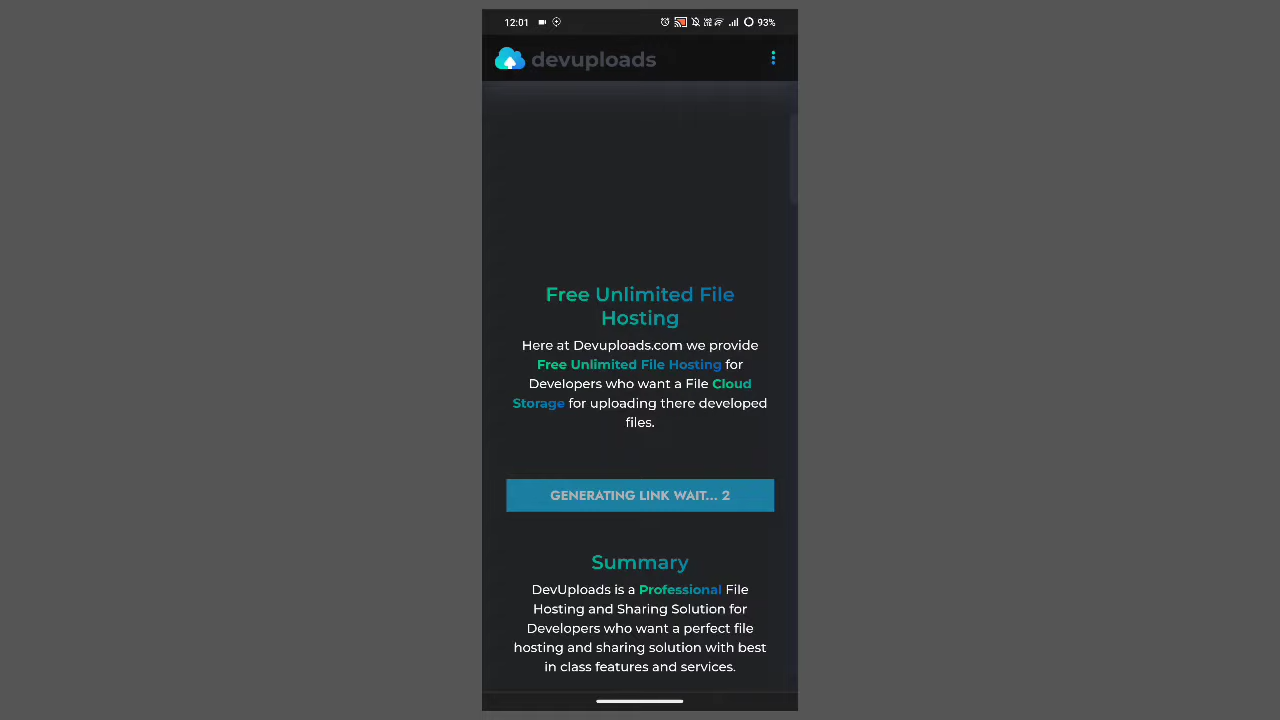 12:01
93%
devuploads
Free Unlimited File
Hosting
Here at Devuploads.com we provide
Free Unlimited File Hosting for
Developers who want a File Cloud
Storage for uploading there developed
files.
GENERATING LINK WAIT... 2
Summary
DevUploads is a Professional File
Hosting and Sharing Solution for
Developers who want a perfect file
hosting and sharing solution with best
in class features and services.